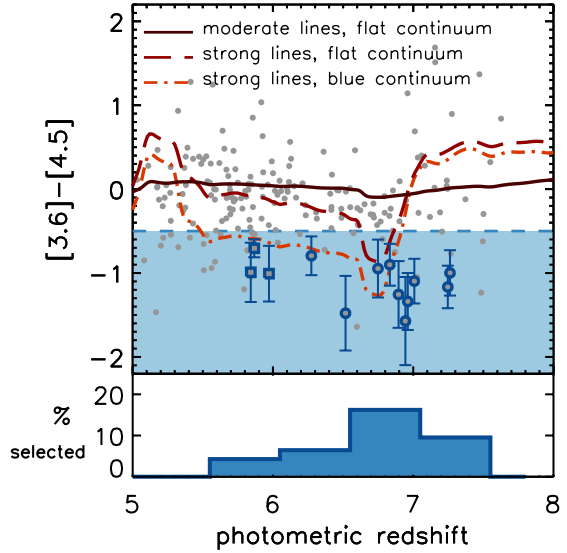 moderate lines, flat continuum
strong lines, flat continuum
strong lines, blue continuum
[3.6]−[4.5]
2
1
0
−1
−2
%
selected
20
10
0
5
6
7
8
photometric redshift